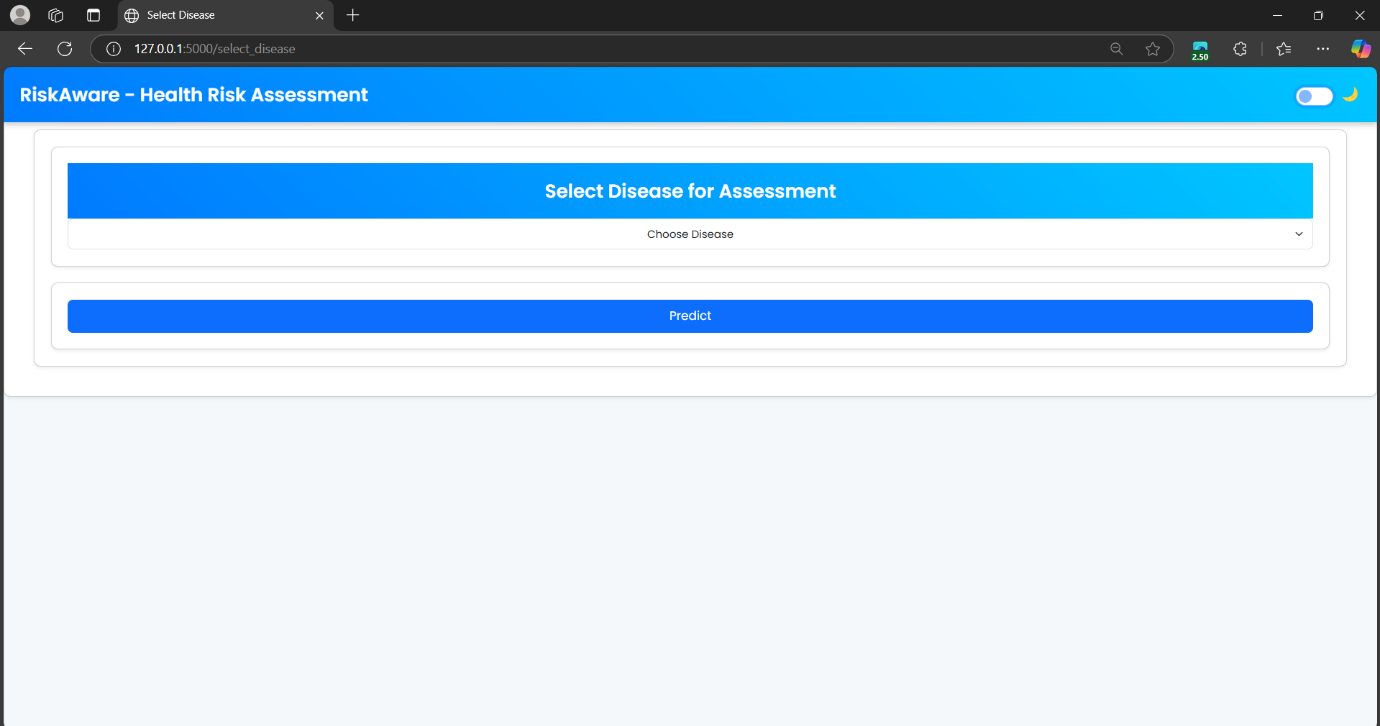 Select Disease
127.0.0.1:5000/select_disease
2.50
RiskAware - Health Risk Assessment
Select Disease for Assessment
Choose Disease
Predict